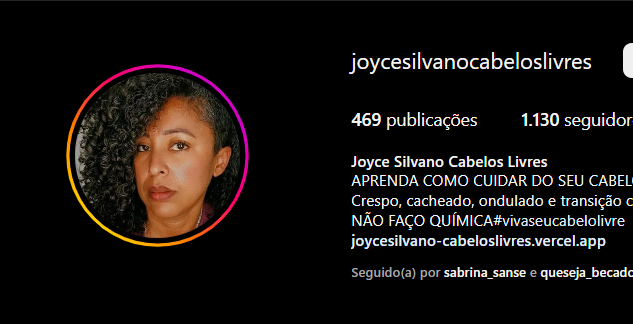 joycesilvanocabeloslivres
469 publicações 1.130 seguidor
Joyce Silvano Cabelos Livres
APRENDA COMO CUIDAR DO SEU CABEL
Crespo, cacheado, ondulado e transição c
NÃO FAÇO QUÍMICA#vivaseucabelolivre
joycesilvano-cabeloslivres.vercel.app
Seguido(a) por sabrina_sanse e queseja_becado